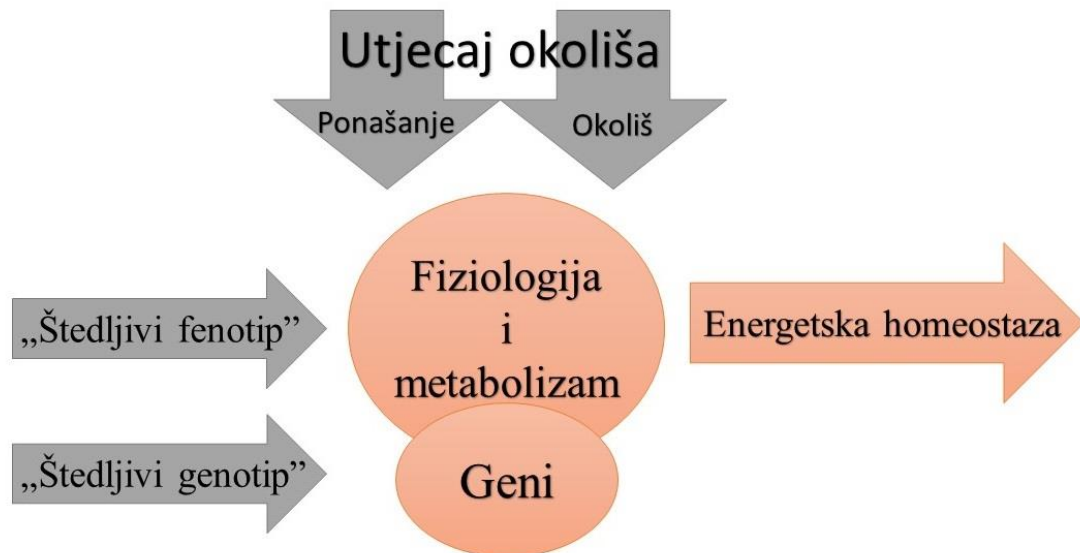 Utjecaj okoliša
Ponašanje
Okoliš
Fiziologija
i
metabolizam
„Štedljivi fenotip”
Energetska homeostaza
„Štedljivi genotip”
Geni